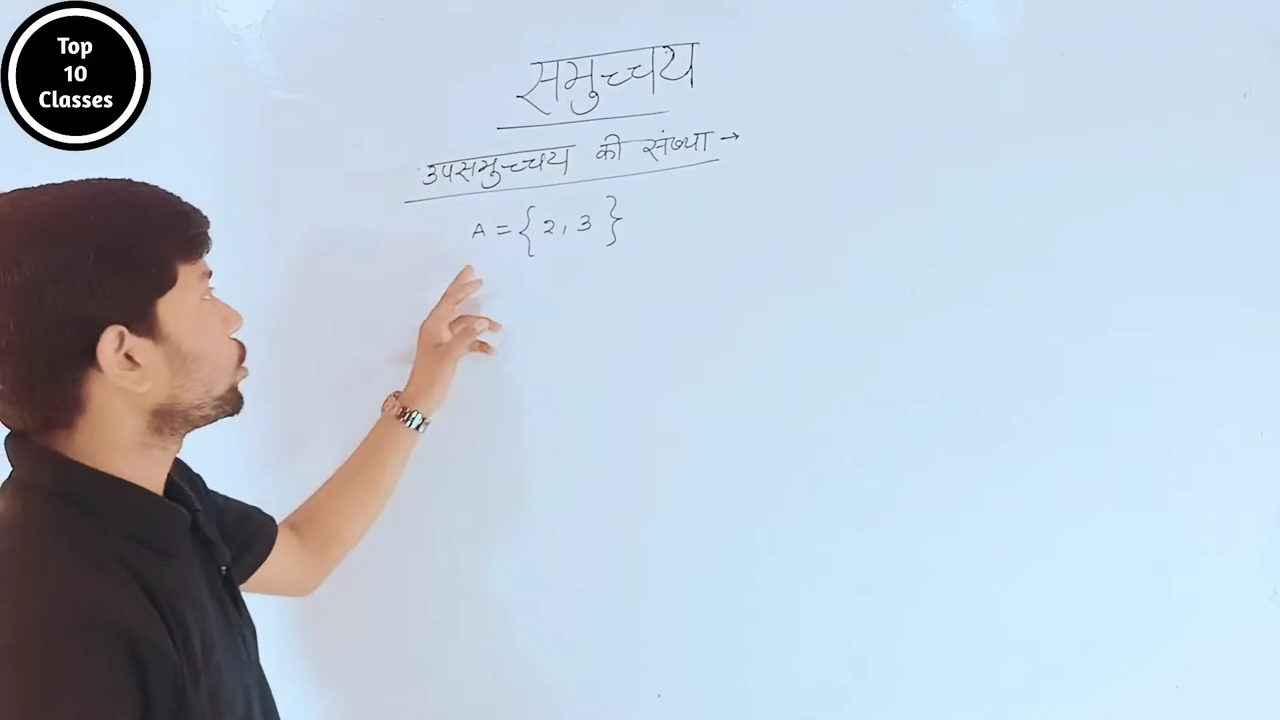 Top
10
Classes
समुच्चय
उपसमुच्चय की संख्या →
A = { 2, 3 }